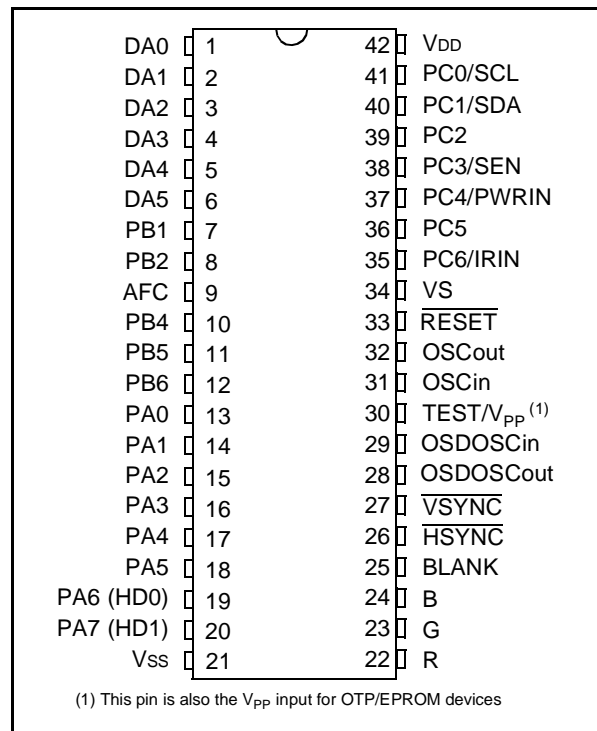 DA0 1 42 VDD
DA1 2 41 PC0/SCL
DA2 3 40 PC1/SDA
DA3 4 39 PC2
DA4 5 38 PC3/SEN
DA5 6 37 PC4/PWRIN
PB1 7 36 PC5
PB2 8 35 PC6/IRIN
AFC 9 34 VS
PB4 10 33 RESET
PB5 11 32 OSCout
PB6 12 31 OSCin
PA0 13 30 TEST/VPP (1)
PA1 14 29 OSDOSCin
PA2 15 28 OSDOSCout
PA3 16 27 VSYNC
PA4 17 26 HSYNC
PA5 18 25 BLANK
PA6 (HD0) 19 24 B
PA7 (HD1) 20 23 G
VSS 21 22 R
(1) This pin is also the VPP input for OTP/EPROM devices